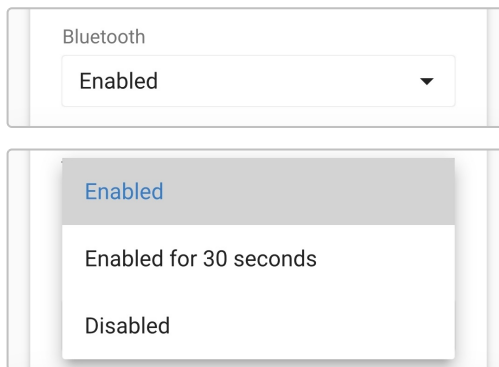 Bluetooth
Enabled
Enabled
Enabled for 30 seconds
Disabled